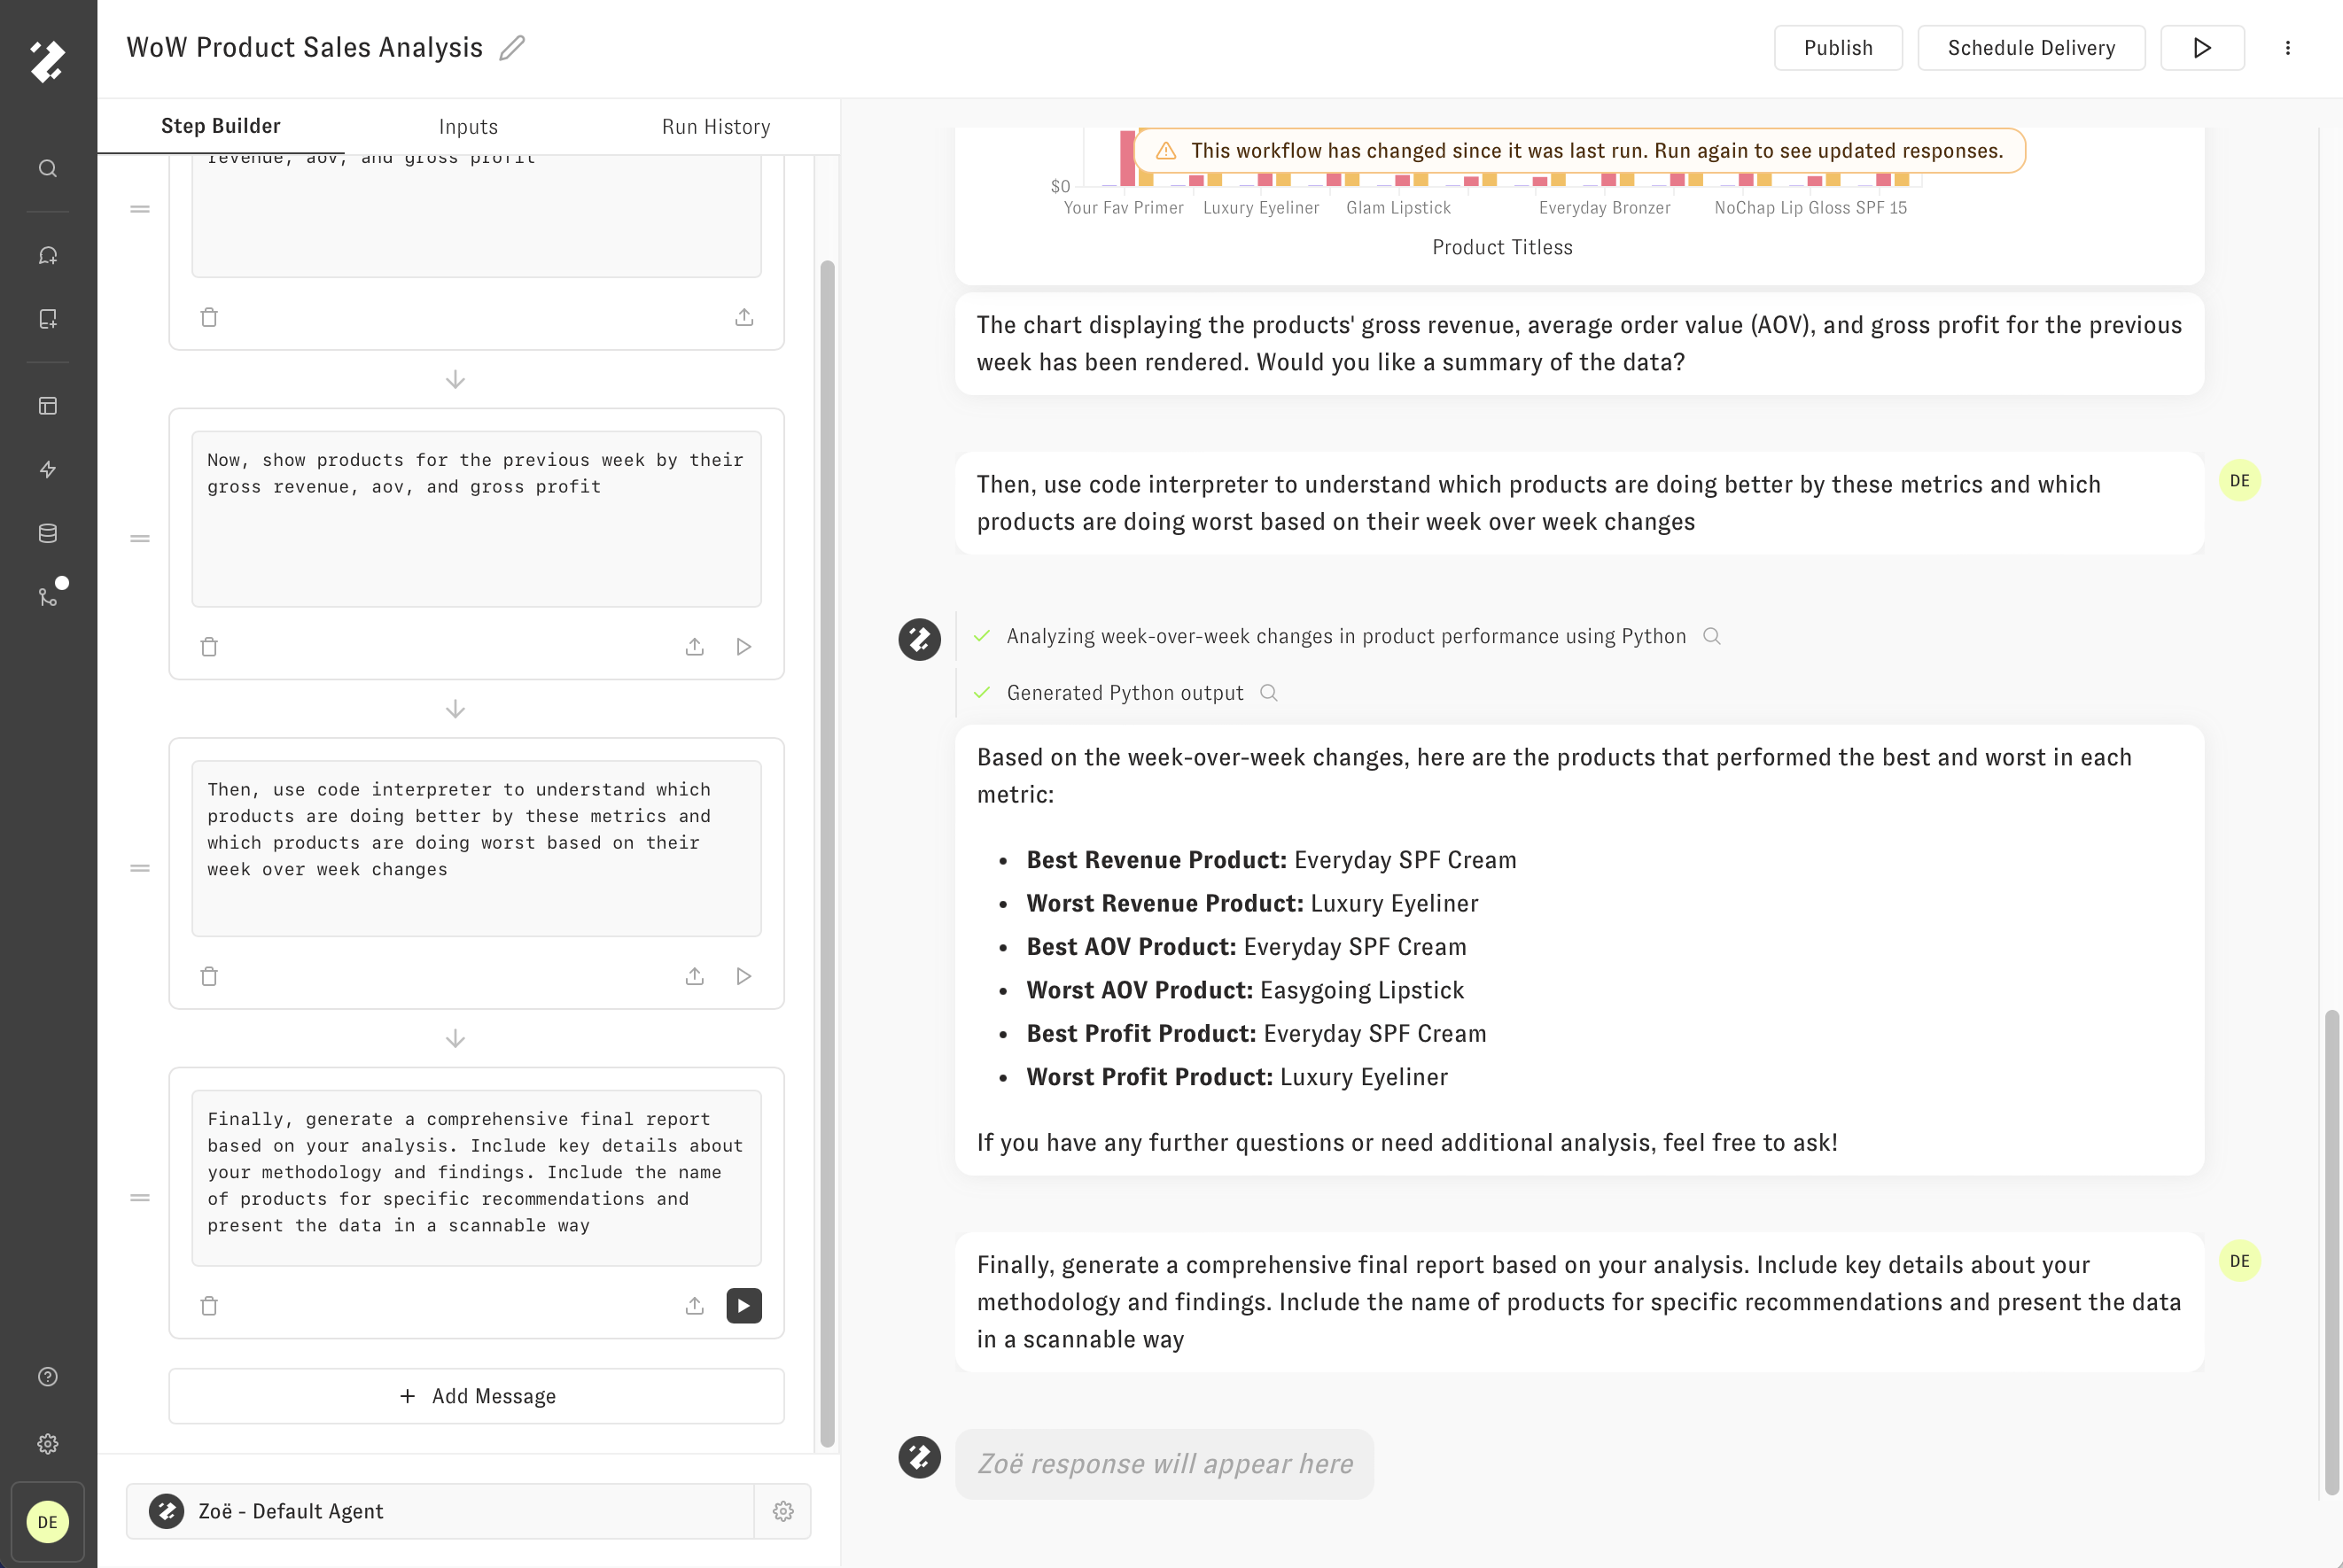 WoW Product Sales Analysis
Publish
Schedule Delivery
Step Builder
Inputs
Run History
revenue, aov, and gross profit
Now, show products for the previous week by their
gross revenue, aov, and gross profit
Then, use code interpreter to understand which
products are doing better by these metrics and
which products are doing worst based on their
week over week changes
Finally, generate a comprehensive final report
based on your analysis. Include key details about
your methodology and findings. Include the name
of products for specific recommendations and
present the data in a scannable way
+ Add Message
Zoë - Default Agent
DE
This workflow has changed since it was last run. Run again to see updated responses.
$0
Your Fav Primer
Luxury Eyeliner
Glam Lipstick
Everyday Bronzer
NoChap Lip Gloss SPF 15
Product Titless
The chart displaying the products' gross revenue, average order value (AOV), and gross profit for the previous
week has been rendered. Would you like a summary of the data?
Then, use code interpreter to understand which products are doing better by these metrics and which
products are doing worst based on their week over week changes
DE
Analyzing week-over-week changes in product performance using Python
Generated Python output
Based on the week-over-week changes, here are the products that performed the best and worst in each
metric:
• Best Revenue Product: Everyday SPF Cream
• Worst Revenue Product: Luxury Eyeliner
• Best AOV Product: Everyday SPF Cream
• Worst AOV Product: Easygoing Lipstick
• Best Profit Product: Everyday SPF Cream
• Worst Profit Product: Luxury Eyeliner
If you have any further questions or need additional analysis, feel free to ask!
Finally, generate a comprehensive final report based on your analysis. Include key details about your
methodology and findings. Include the name of products for specific recommendations and present the data
in a scannable way
DE
Zoë response will appear here